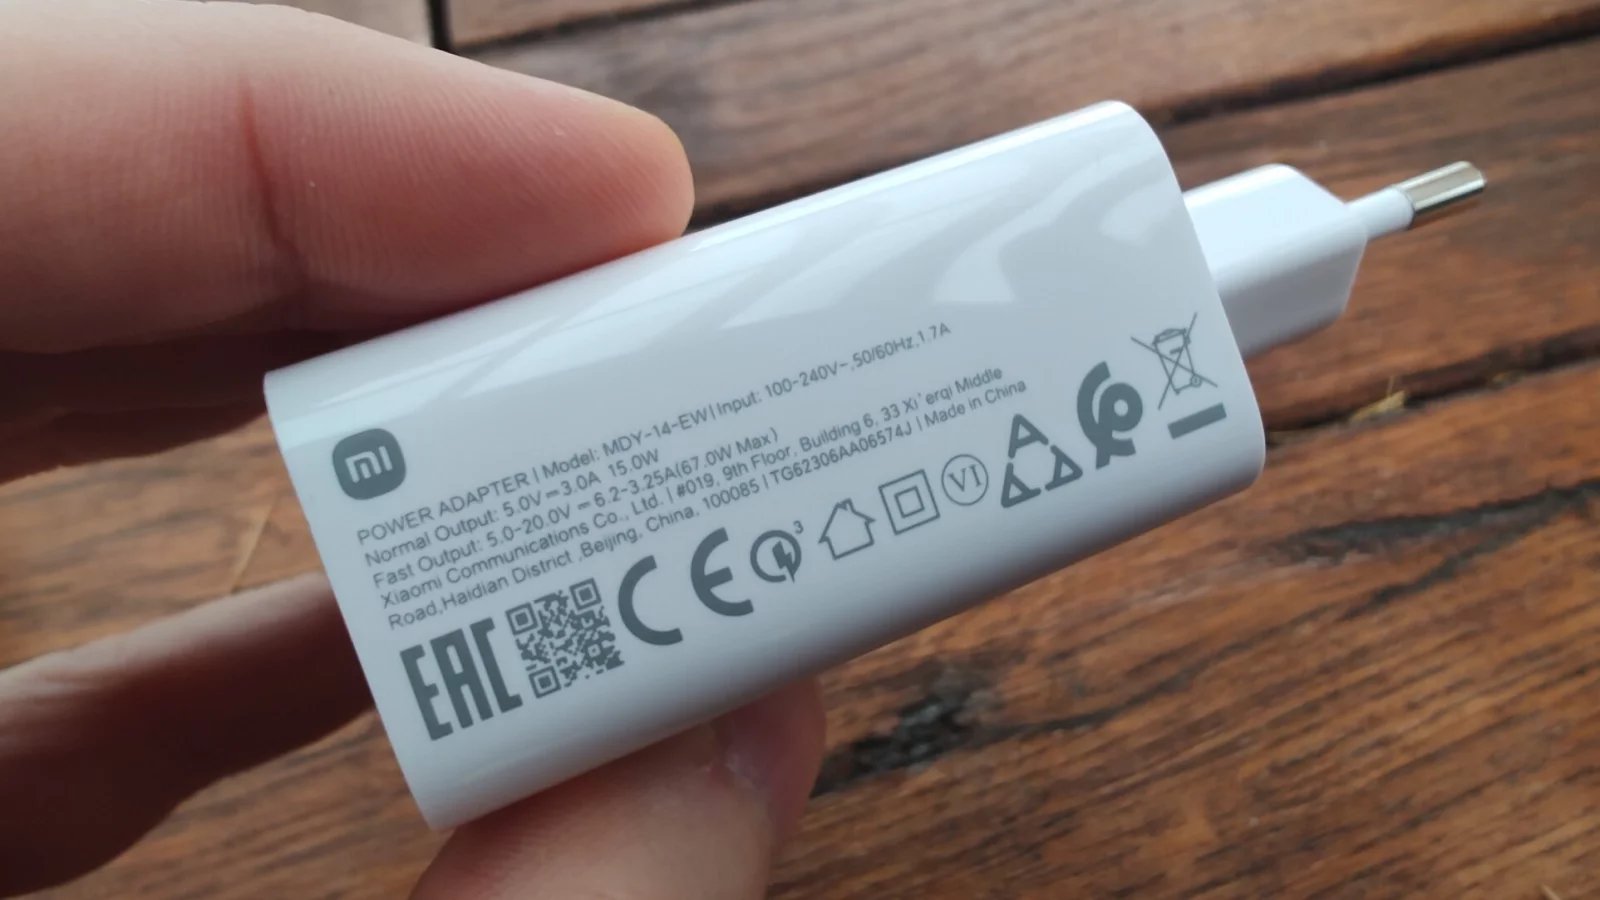 mi
POWER ADAPTER | Model: MDY-14-EW | Input: 100-240V~,50/60Hz,1.7A
Normal Output: 5.0V⎓3.0A 15.0W
Fast Output: 5.0-20.0V⎓6.2-3.25A(67.0W Max)
Xiaomi Communications Co., Ltd. | #019, 9th Floor, Building 6, 33 Xi'erqi Middle
Road,Haidian District ,Beijing, China, 100085 | TG62306AA06574J | Made in China
EAC CE 3 VI